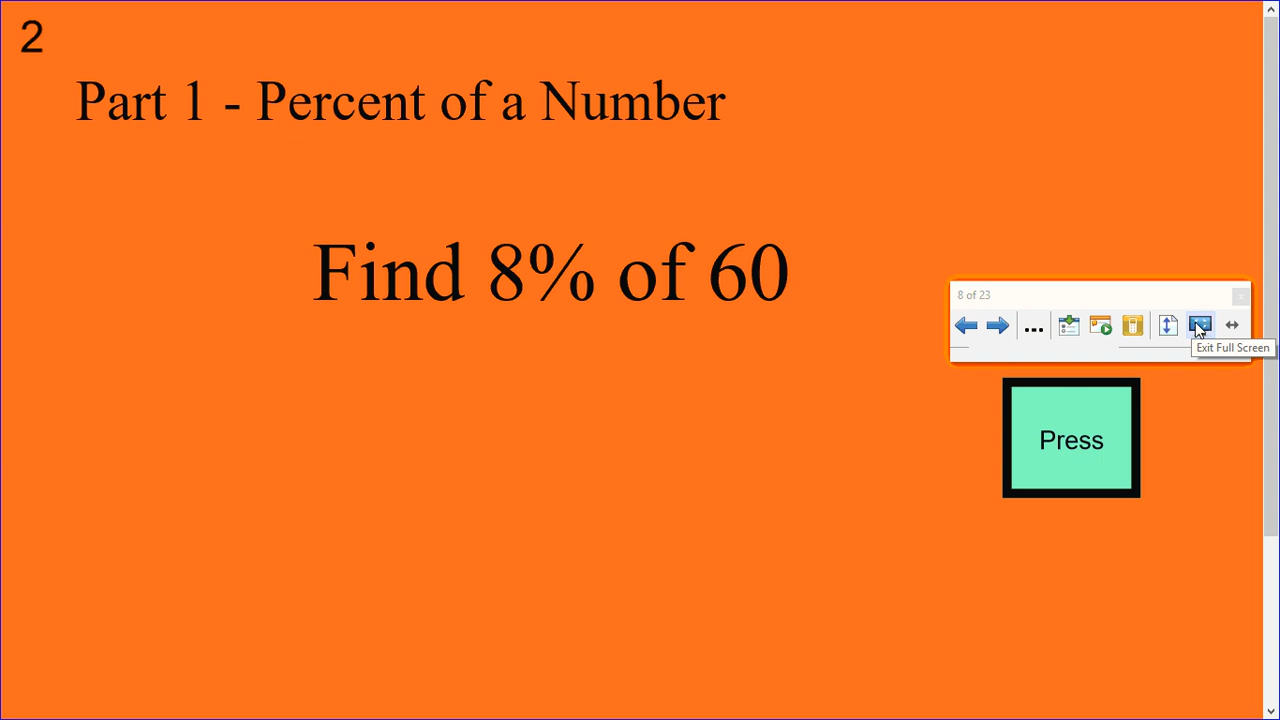 2
Part 1 - Percent of a Number
Find 8% of 60
8 of 23
...
Exit Full Screen
Press